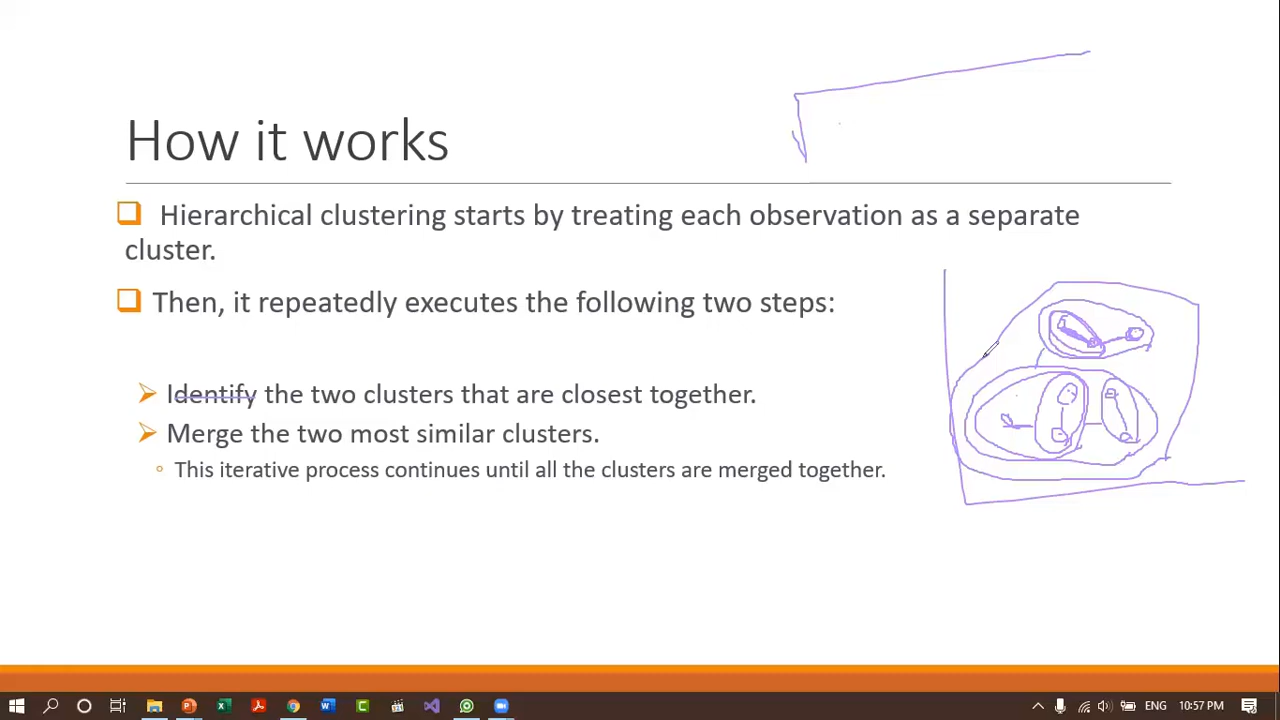 How it works
Hierarchical clustering starts by treating each observation as a separate
cluster.
Then, it repeatedly executes the following two steps:
Identify the two clusters that are closest together.
Merge the two most similar clusters.
This iterative process continues until all the clusters are merged together.
ENG 10:57 PM